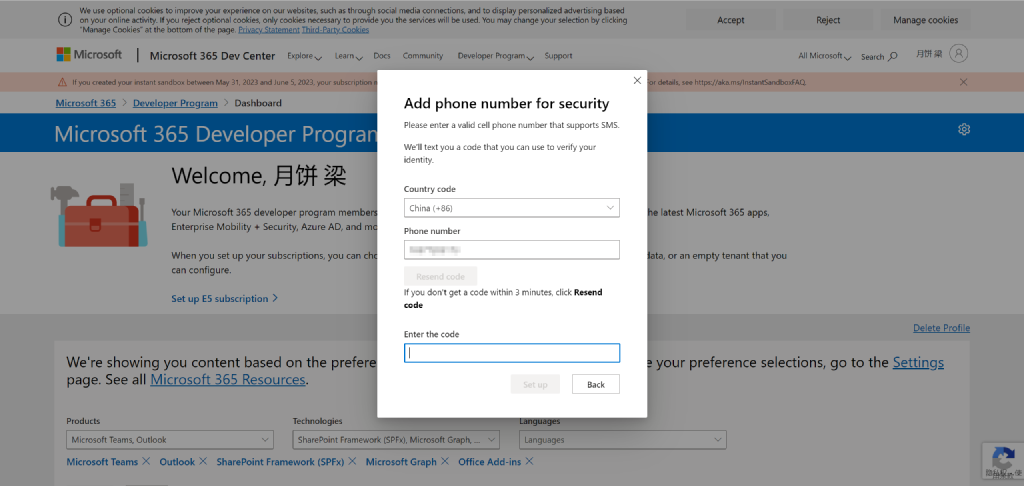 We use optional cookies to improve your experience on our websites, such as through social media connections, and to display personalized advertising based
on your online activity. If you reject optional cookies, only cookies necessary to provide you the services will be used. You may change your selection by clicking
"Manage Cookies" at the bottom of the page. Privacy Statement Third-Party Cookies
Accept
Reject
Manage cookies
Microsoft
Microsoft 365 Dev Center
Explore
Learn
Docs
Community
Developer Program
Support
All Microsoft
Search
月饼 梁
If you created your instant sandbox between May 31, 2023 and June 5, 2023, your subscription w
or details, see https://aka.ms/InstantSandboxFAQ.
Microsoft 365 > Developer Program > Dashboard
Microsoft 365 Developer Program
Welcome, 月饼 梁
Your Microsoft 365 developer program members
he latest Microsoft 365 apps,
Enterprise Mobility + Security, Azure AD, and mo
When you set up your subscriptions, you can cho
data, or an empty tenant that you
can configure.
Set up E5 subscription >
Delete Profile
We're showing you content based on the prefere
e your preference selections, go to the Settings
page. See all Microsoft 365 Resources.
Products
Technologies
Languages
Microsoft Teams, Outlook
SharePoint Framework (SPFx), Microsoft Graph, ...
Languages
Microsoft Teams
Outlook
SharePoint Framework (SPFx)
Microsoft Graph
Office Add-ins
Add phone number for security
Please enter a valid cell phone number that supports SMS.
We'll text you a code that you can use to verify your
identity.
Country code
China (+86)
Phone number
Resend code
If you don't get a code within 3 minutes, click Resend
code
Enter the code
Set up
Back